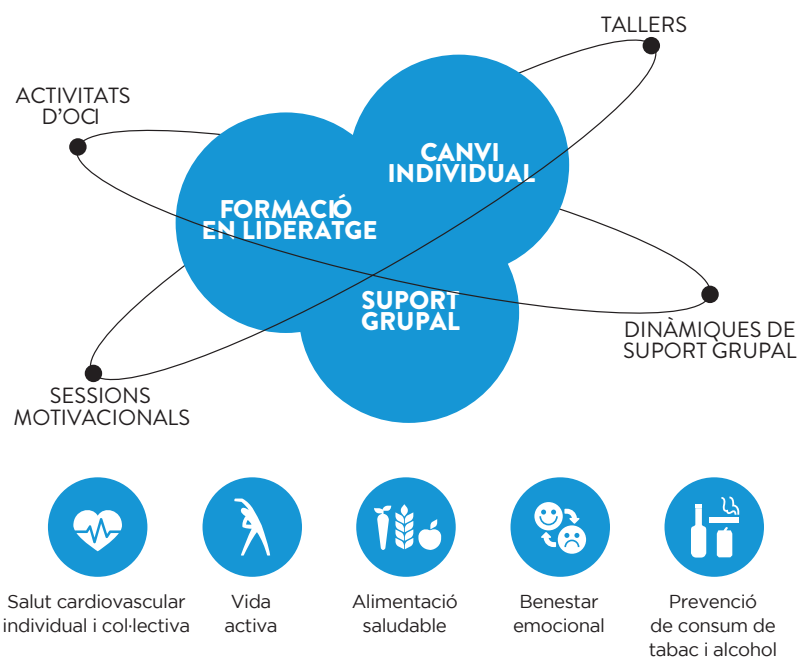 TALLERS
ACTIVITATS
D'OCI
CANVI
INDIVIDUAL
FORMACIÓ
EN LIDERATGE
SUPORT
GRUPAL
DINÀMIQUES DE
SUPORT GRUPAL
SESSIONS
MOTIVACIONALS
Salut cardiovascular
individual i col·lectiva
Vida
activa
Alimentació
saludable
Benestar
emocional
Prevenció
de consum de
tabac i alcohol